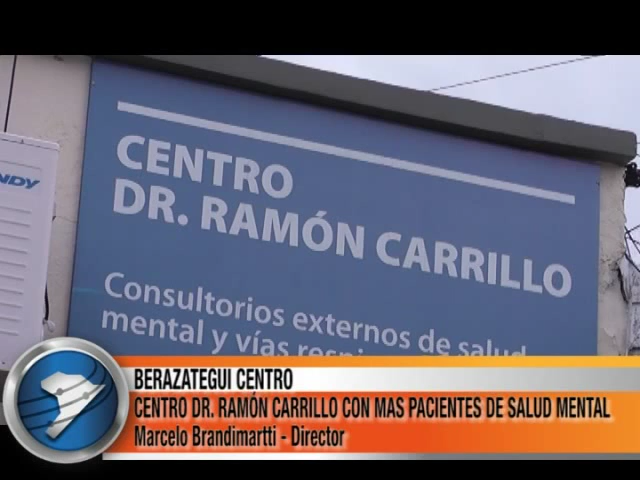 NDY
CENTRO
DR. RAMÓN CARRILLO
Consultorios externos de salud
mental y vías
BERAZATEGUI CENTRO
CENTRO DR. RAMÓN CARRILLO CON MAS PACIENTES DE SALUD MENTAL
Marcelo Brandimartti - Director